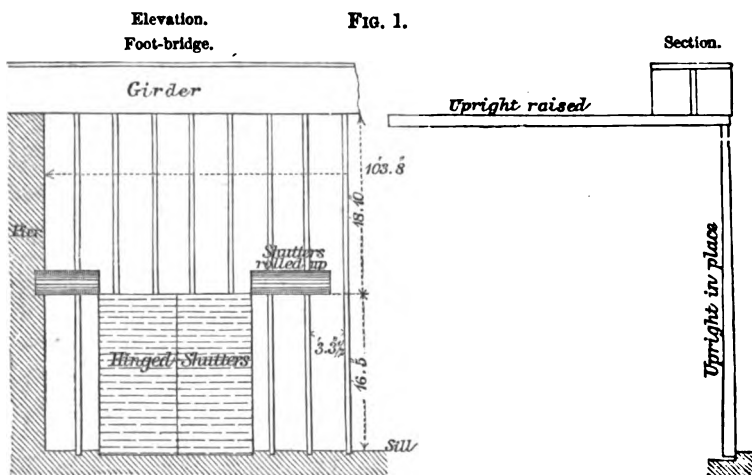 Elevation.
Foot-bridge.
FIG. 1.
Section.
Girder
Upright raised
103.8"
18.10"
Pier
Shutters
rolled up
Hinged Shutters
16.5"
Sill
Upright in place